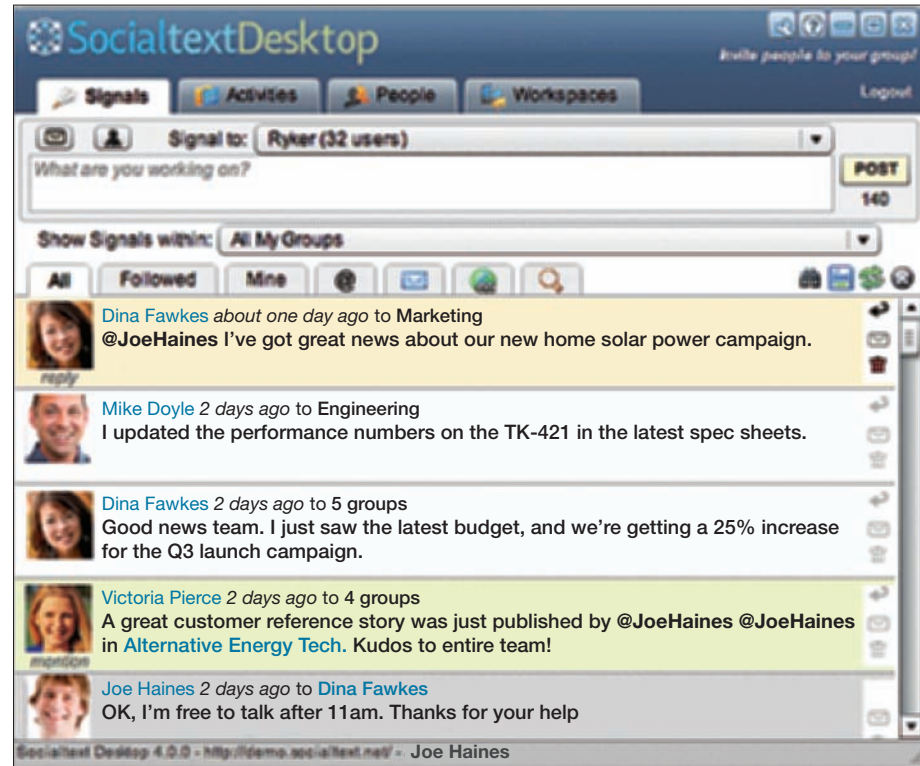 SocialtextDesktop
Invite people to your group!
Signals Activities People Workspaces Logout
Signal to: Ryker (32 users)
What are you working on?
POST
140
Show Signals within: All My Groups
All Followed Mine @
Dina Fawkes about one day ago to Marketing
@JoeHaines I've got great news about our new home solar power campaign.
reply
Mike Doyle 2 days ago to Engineering
I updated the performance numbers on the TK-421 in the latest spec sheets.
Dina Fawkes 2 days ago to 5 groups
Good news team. I just saw the latest budget, and we're getting a 25% increase
for the Q3 launch campaign.
Victoria Pierce 2 days ago to 4 groups
A great customer reference story was just published by @JoeHaines @JoeHaines
in Alternative Energy Tech. Kudos to entire team!
mention
Joe Haines 2 days ago to Dina Fawkes
OK, I'm free to talk after 11am. Thanks for your help
Socialtext Desktop 4.0.0 - http://demo.socialtext.net/ - Joe Haines